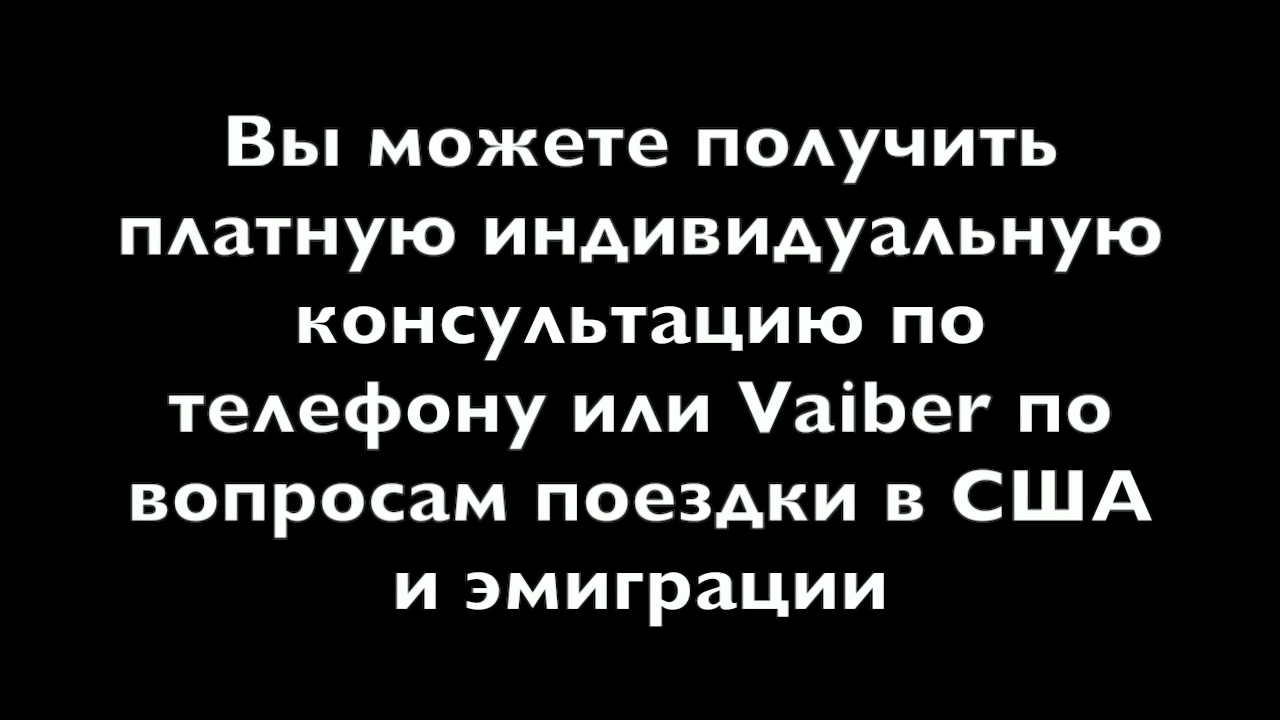 Вы можете получить
платную индивидуальную
консультацию по
телефону или Vaiber по
вопросам поездки в США
и эмиграции